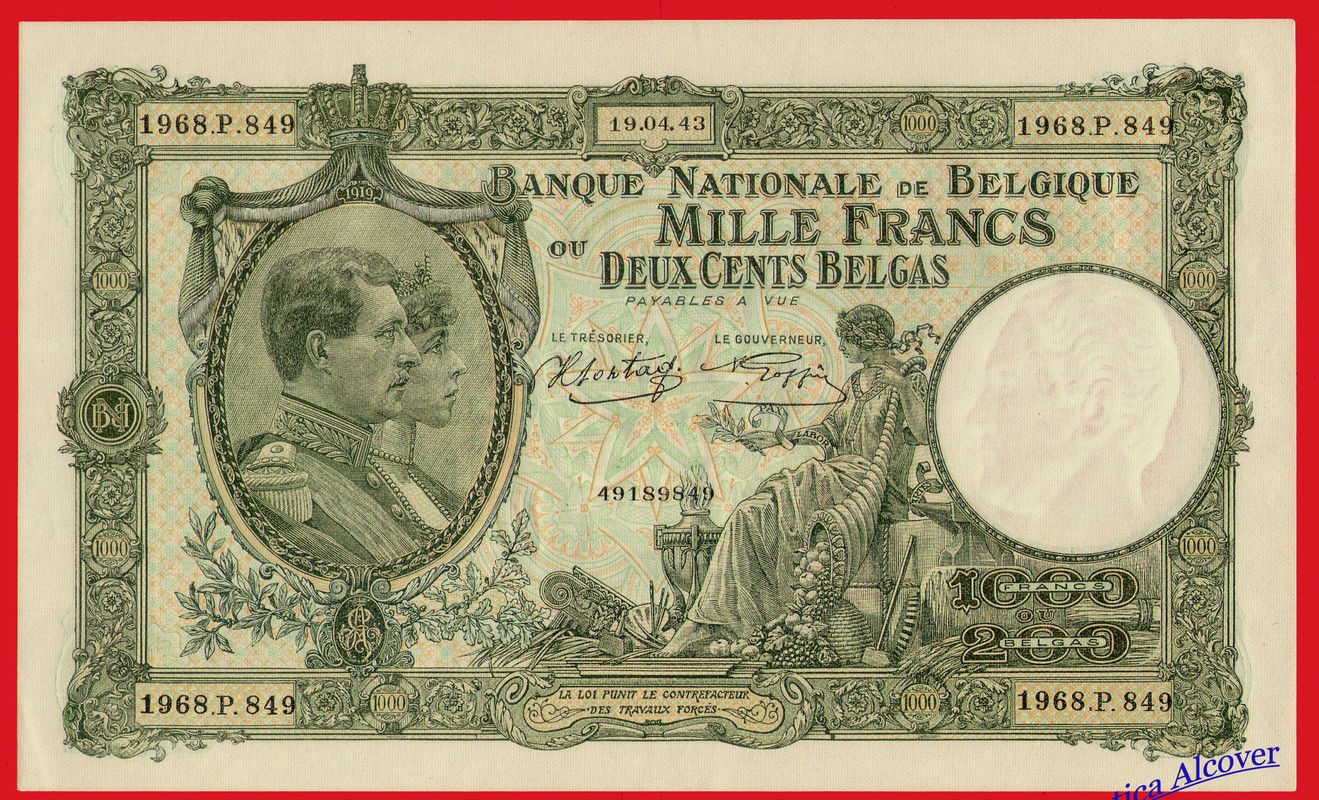 1968.P.849
19.04.43
1000
1968.P.849
1919
BANQUE NATIONALE DE BELGIQUE
MILLE FRANCS
OU
DEUX CENTS BELGAS
PAYABLES A VUE
1000
1000
LE TRÉSORIER,
LE GOUVERNEUR,
LABOR
49189849
1000
1000
1000
FRANCS
OU
200
BELGAS
LA LOI PUNIT LE CONTREFACTEUR
DES TRAVAUX FORCÉS
1968.P.849
1000
1000
1968.P.849
Alcover